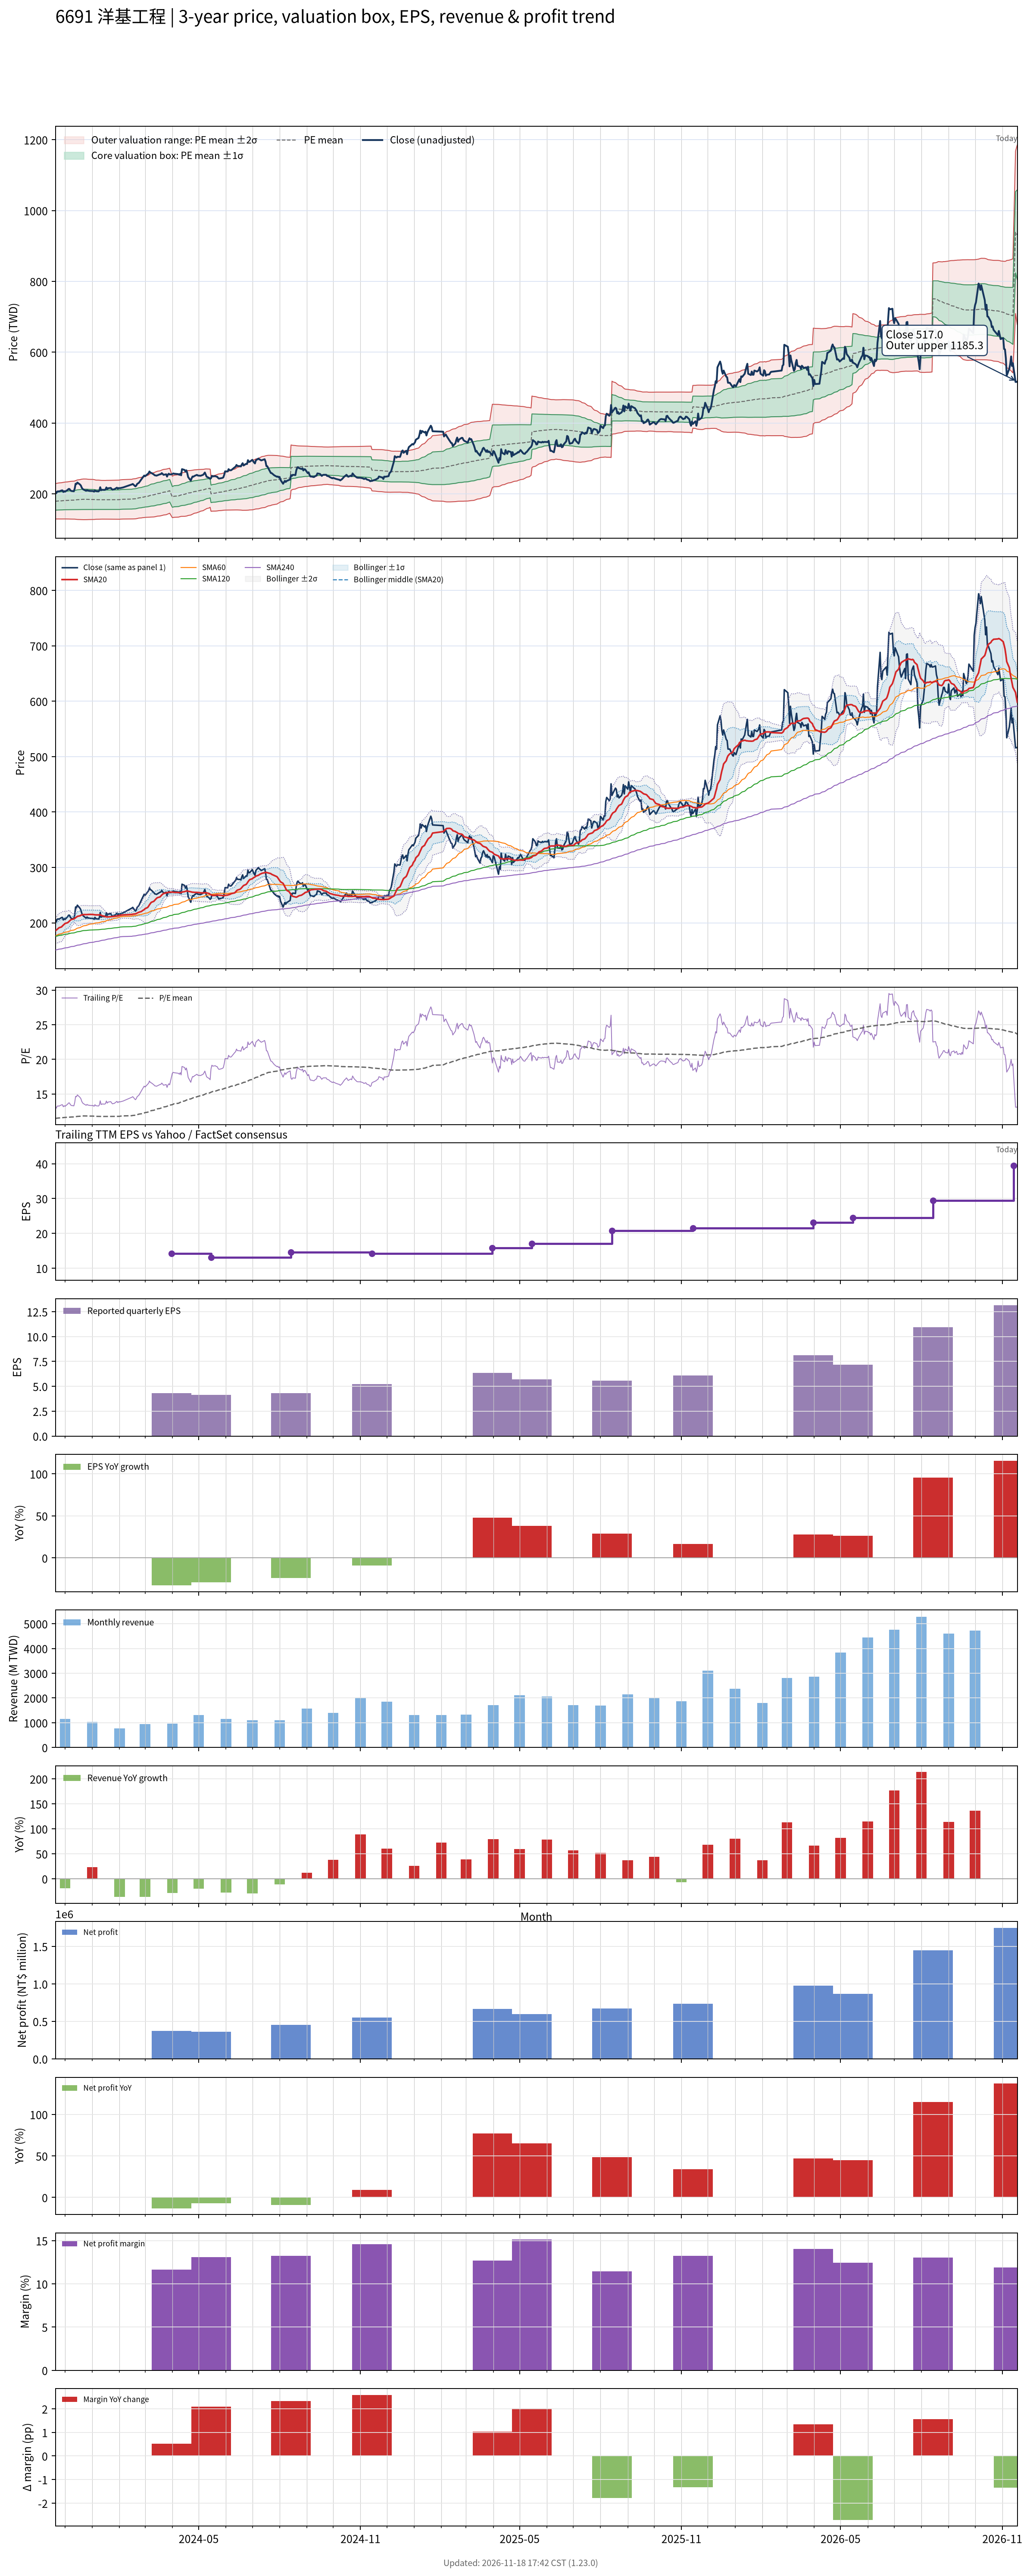 6691 洋基工程 | 3-year price, valuation box, EPS, revenue & profit trend
Outer valuation range: PE mean ±2σ
Core valuation box: PE mean ±1σ
PE mean
Close (unadjusted)
Today
Price (TWD)
1200
1000
800
600
400
200
Close 517.0
Outer upper 1185.3
Close (same as panel 1)
SMA20
SMA60
SMA120
SMA240
Bollinger ±2σ
Bollinger ±1σ
Bollinger middle (SMA20)
Price
800
700
600
500
400
300
200
Trailing P/E
P/E mean
P/E
30
25
20
15
Trailing TTM EPS vs Yahoo / FactSet consensus
Today
EPS
40
30
20
10
Reported quarterly EPS
EPS
12.5
10.0
7.5
5.0
2.5
0.0
EPS YoY growth
YoY (%)
100
50
0
Monthly revenue
Revenue (M TWD)
5000
4000
3000
2000
1000
0
Revenue YoY growth
YoY (%)
200
150
100
50
0
Month
1e6
Net profit
Net profit (NT$ million)
1.5
1.0
0.5
0.0
Net profit YoY
YoY (%)
100
50
0
Net profit margin
Margin (%)
15
10
5
0
Margin YoY change
Δ margin (pp)
2
1
0
-1
-2
2024-05
2024-11
2025-05
2025-11
2026-05
2026-11
Updated: 2026-11-18 17:42 CST (1.23.0)